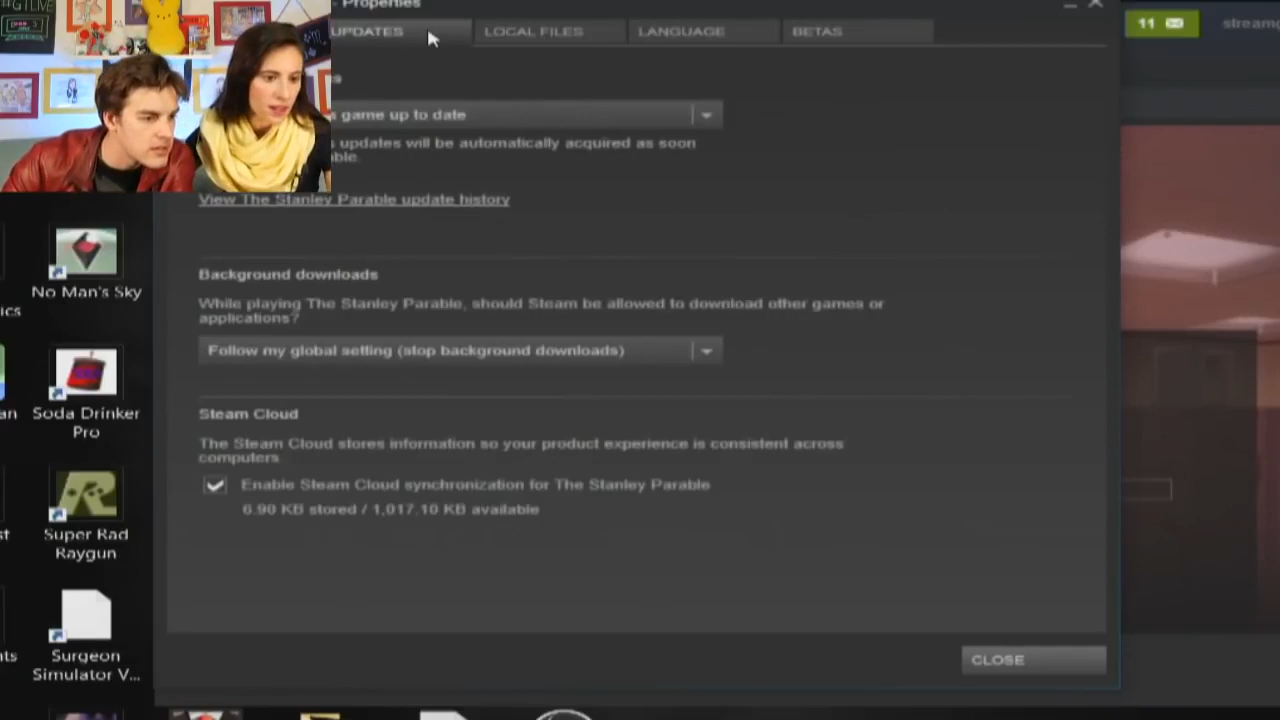 #GTLIVE
Properties
11
UPDATES
LOCAL FILES
LANGUAGE
BETAS
game up to date
updates will be automatically acquired as soon
View The Stanley Parable update history
Background downloads
While playing The Stanley Parable, should Steam be allowed to download other games or
applications?
Follow my global setting (stop background downloads)
Steam Cloud
The Steam Cloud stores information so your product experience is consistent across
computers
Enable Steam Cloud synchronization for The Stanley Parable
6.90 KB stored / 1,017.10 KB available
CLOSE
No Man's Sky
ics
Soda Drinker
Pro
Super Rad
Raygun
Surgeon
Simulator V...